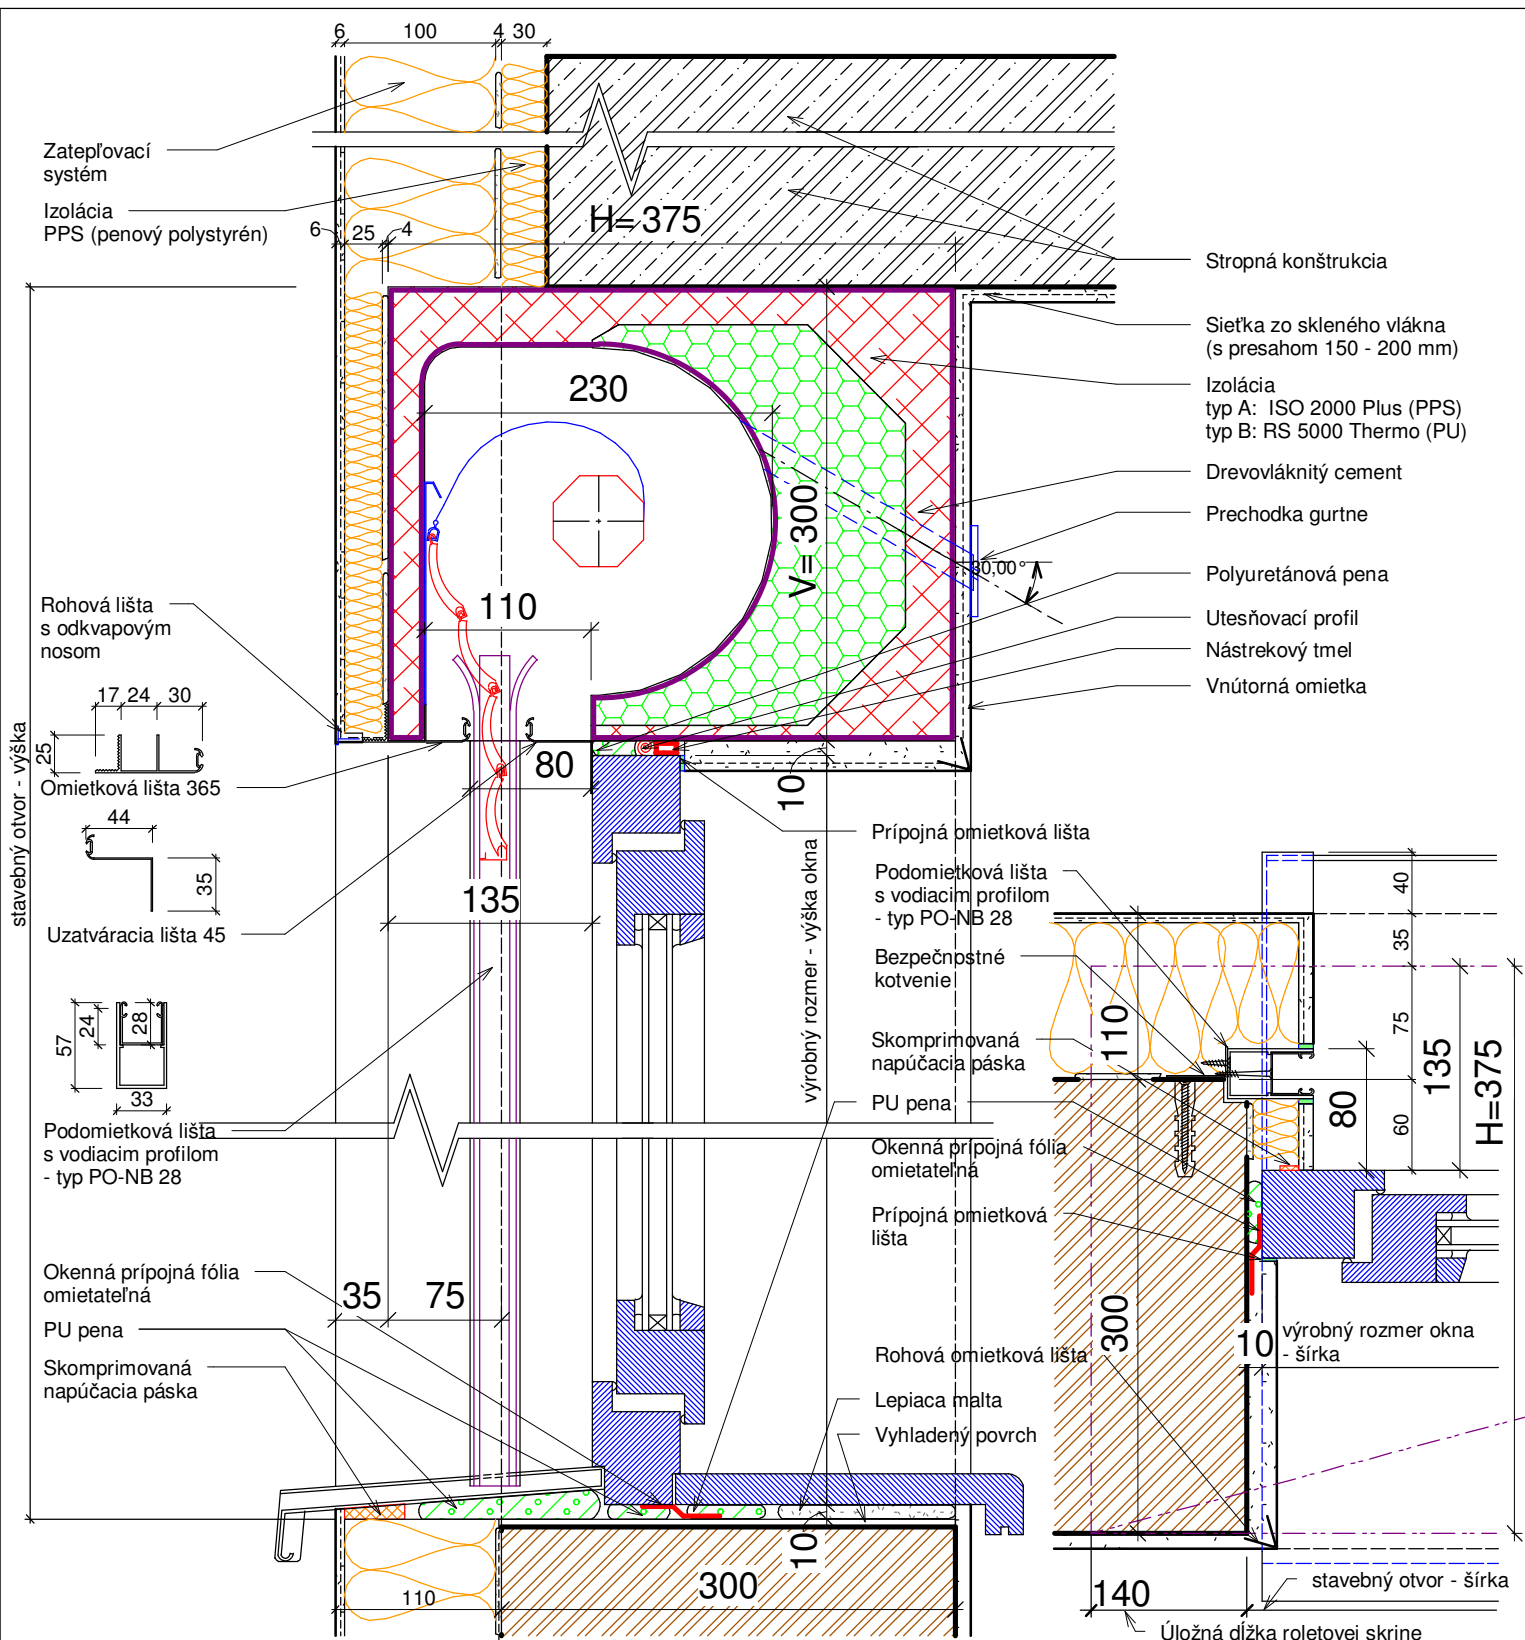 6 100 4 30
Zatepľovací
systém
Izolácia
PPS (penový polystyrén)
6 25 4
H= 375
Stropná konštrukcia
Sieťka zo skleného vlákna
(s presahom 150 - 200 mm)
Izolácia
typ A: ISO 2000 Plus (PPS)
typ B: RS 5000 Thermo (PU)
Drevovláknitý cement
Prechodka gurtne
Polyuretánová pena
Utesňovací profil
Nástrekový tmel
Vnútorná omietka
230
V= 300
30,00°
110
80
10
135
Rohová lišta
s odkvapovým
nosom
17 24 30
25
Omietková lišta 365
44
35
Uzatváracia lišta 45
57
24
28
33
Podomietková lišta
s vodiacim profilom
- typ PO-NB 28
stavebný otvor - výška
výrobný rozmer - výška okna
Okenná prípojná fólia
omietateľná
PU pena
Skomprimovaná
napúčacia páska
35 75
110
300
10
Prípojná omietková lišta
Podomietková lišta
s vodiacim profilom
- typ PO-NB 28
Bezpečnostné
kotvenie
Skomprimovaná
napúčacia páska
PU pena
Okenná prípojná fólia
omietateľná
Prípojná omietková
lišta
Rohová omietková lišta
Lepiaca malta
Vyhladený povrch
40
35
75
60
110
80
135
H=375
300
10
výrobný rozmer okna
- šírka
140
stavebný otvor - šírka
Úložná dĺžka roletovej skrine